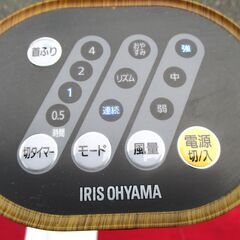 首ふり
4
2
1
0.5
時間
切タイマー
おやすみ
リズム
連続
モード
強
中
弱
風量
電源
切/入
IRIS OHYAMA